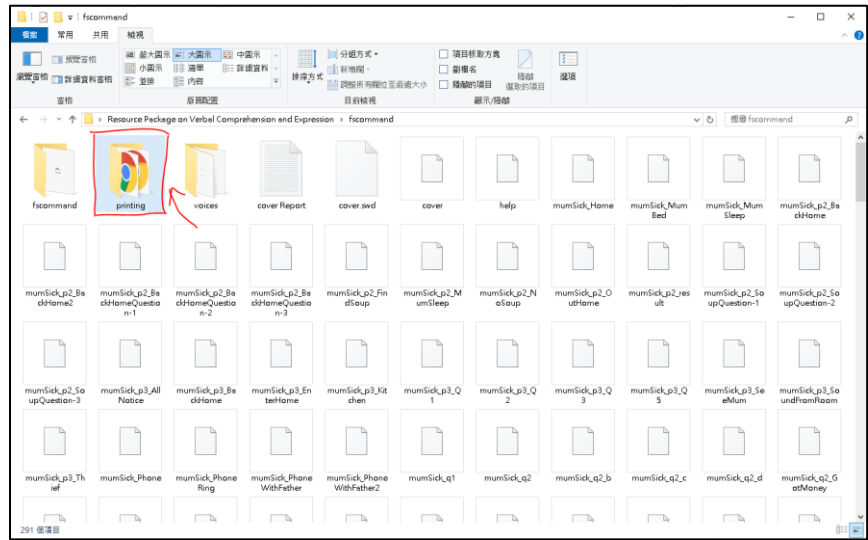 fscommand
檔案 常用 共用 檢視
瀏覽窗格
預覽窗格
詳細資料窗格
窗格
超大圖示 大圖示 中圖示
小圖示 清單 詳細資料
並排 內容
版面配置
排序方式
分組方式
新增欄
調整所有欄位至最適大小
目前檢視
項目核取方塊
副檔名
隱藏的項目
隱藏
選取的項目
顯示/隱藏
選項
Resource Package on Verbal Comprehension and Expression › fscommand
搜尋 fscommand
fscommand printing voices cover Report cover.swd cover help mumSick_Home mumSick_Mum mumSick_Mum mumSick_p2_Ba
Bed Sleep ckHome
mumSick_p2_Ba mumSick_p2_Ba mumSick_p2_Ba mumSick_p2_Ba mumSick_p2_Fin mumSick_p2_M mumSick_p2_N mumSick_p2_O mumSick_p2_res mumSick_p2_So mumSick_p2_So
ckHome2 ckHomeQuestio ckHomeQuestio ckHomeQuestio dSoup umSleep oSoup utHome ult upQuestion-1 upQuestion-2
n-1 n-2 n-3
mumSick_p2_So mumSick_p3_All mumSick_p3_Ba mumSick_p3_En mumSick_p3_Kit mumSick_p3_Q mumSick_p3_Q mumSick_p3_Q mumSick_p3_Q mumSick_p3_Se mumSick_p3_So
upQuestion-3 Notice ckHome terHome chen 1 2 3 5 eMum undFromRoom
mumSick_p3_Th mumSick_Phone mumSick_Phone mumSick_Phone mumSick_Phone mumSick_q1 mumSick_q2 mumSick_q2_b mumSick_q2_c mumSick_q2_d mumSick_q2_G
ief Ring WithFather WithFather2 otMoney
291 個項目